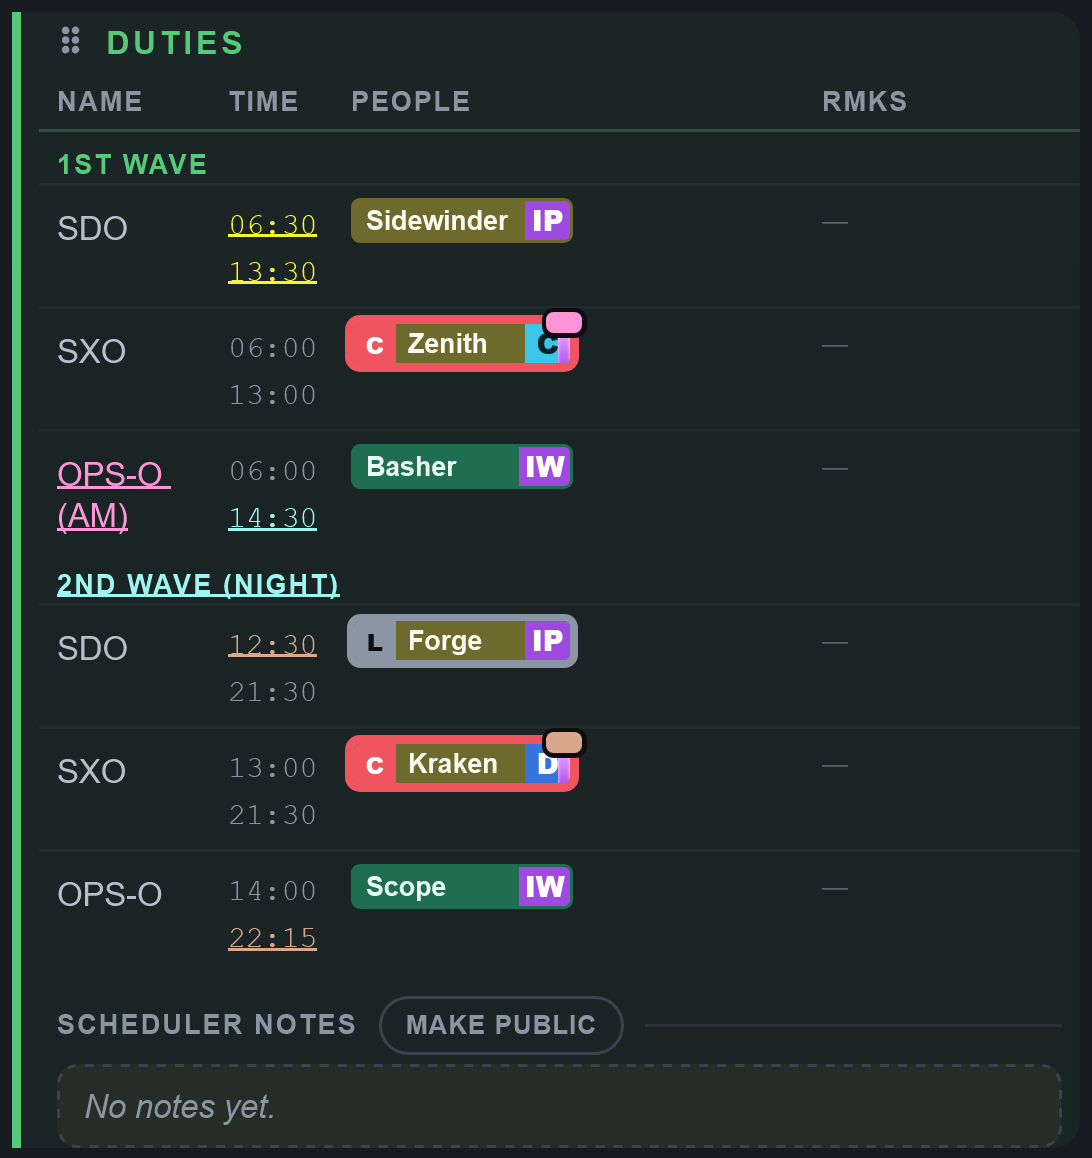 DUTIES
NAME TIME PEOPLE RMKS
1ST WAVE
SDO 06:30 Sidewinder IP —
13:30
SXO 06:00 C Zenith C —
13:00
OPS-O 06:00 Basher IW —
(AM) 14:30
2ND WAVE (NIGHT)
SDO 12:30 L Forge IP —
21:30
SXO 13:00 C Kraken D —
21:30
OPS-O 14:00 Scope IW —
22:15
SCHEDULER NOTES MAKE PUBLIC
No notes yet.